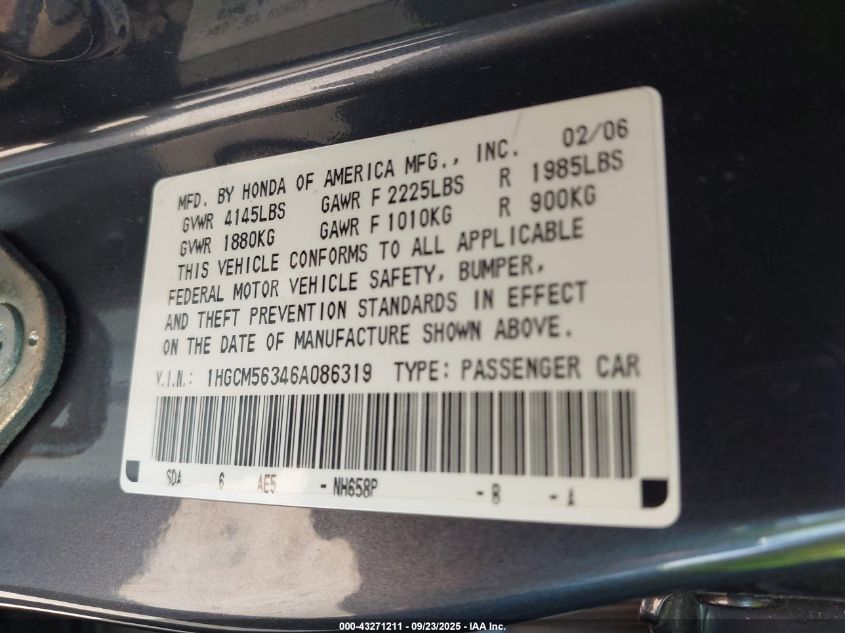 02/06
MFD. BY HONDA OF AMERICA MFG., INC.
GVWR 4145LBS GAWR F 2225LBS R 1985LBS
GVWR 1880KG GAWR F 1010KG R 900KG
THIS VEHICLE CONFORMS TO ALL APPLICABLE
FEDERAL MOTOR VEHICLE SAFETY, BUMPER,
AND THEFT PREVENTION STANDARDS IN EFFECT
ON THE DATE OF MANUFACTURE SHOWN ABOVE.
V.I.N.: 1HGCM56346A086319 TYPE: PASSENGER CAR
SDA 6 AE5 - NH658P - B - A
000-43271211 - 09/23/2025 - IAA Inc.